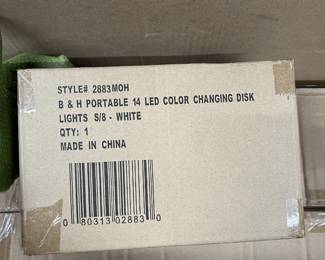 STYLE# 2883MOH
B & H PORTABLE 14 LED COLOR CHANGING DISK
LIGHTS S/8 - WHITE
QTY: 1
MADE IN CHINA
0 80313 02883 0